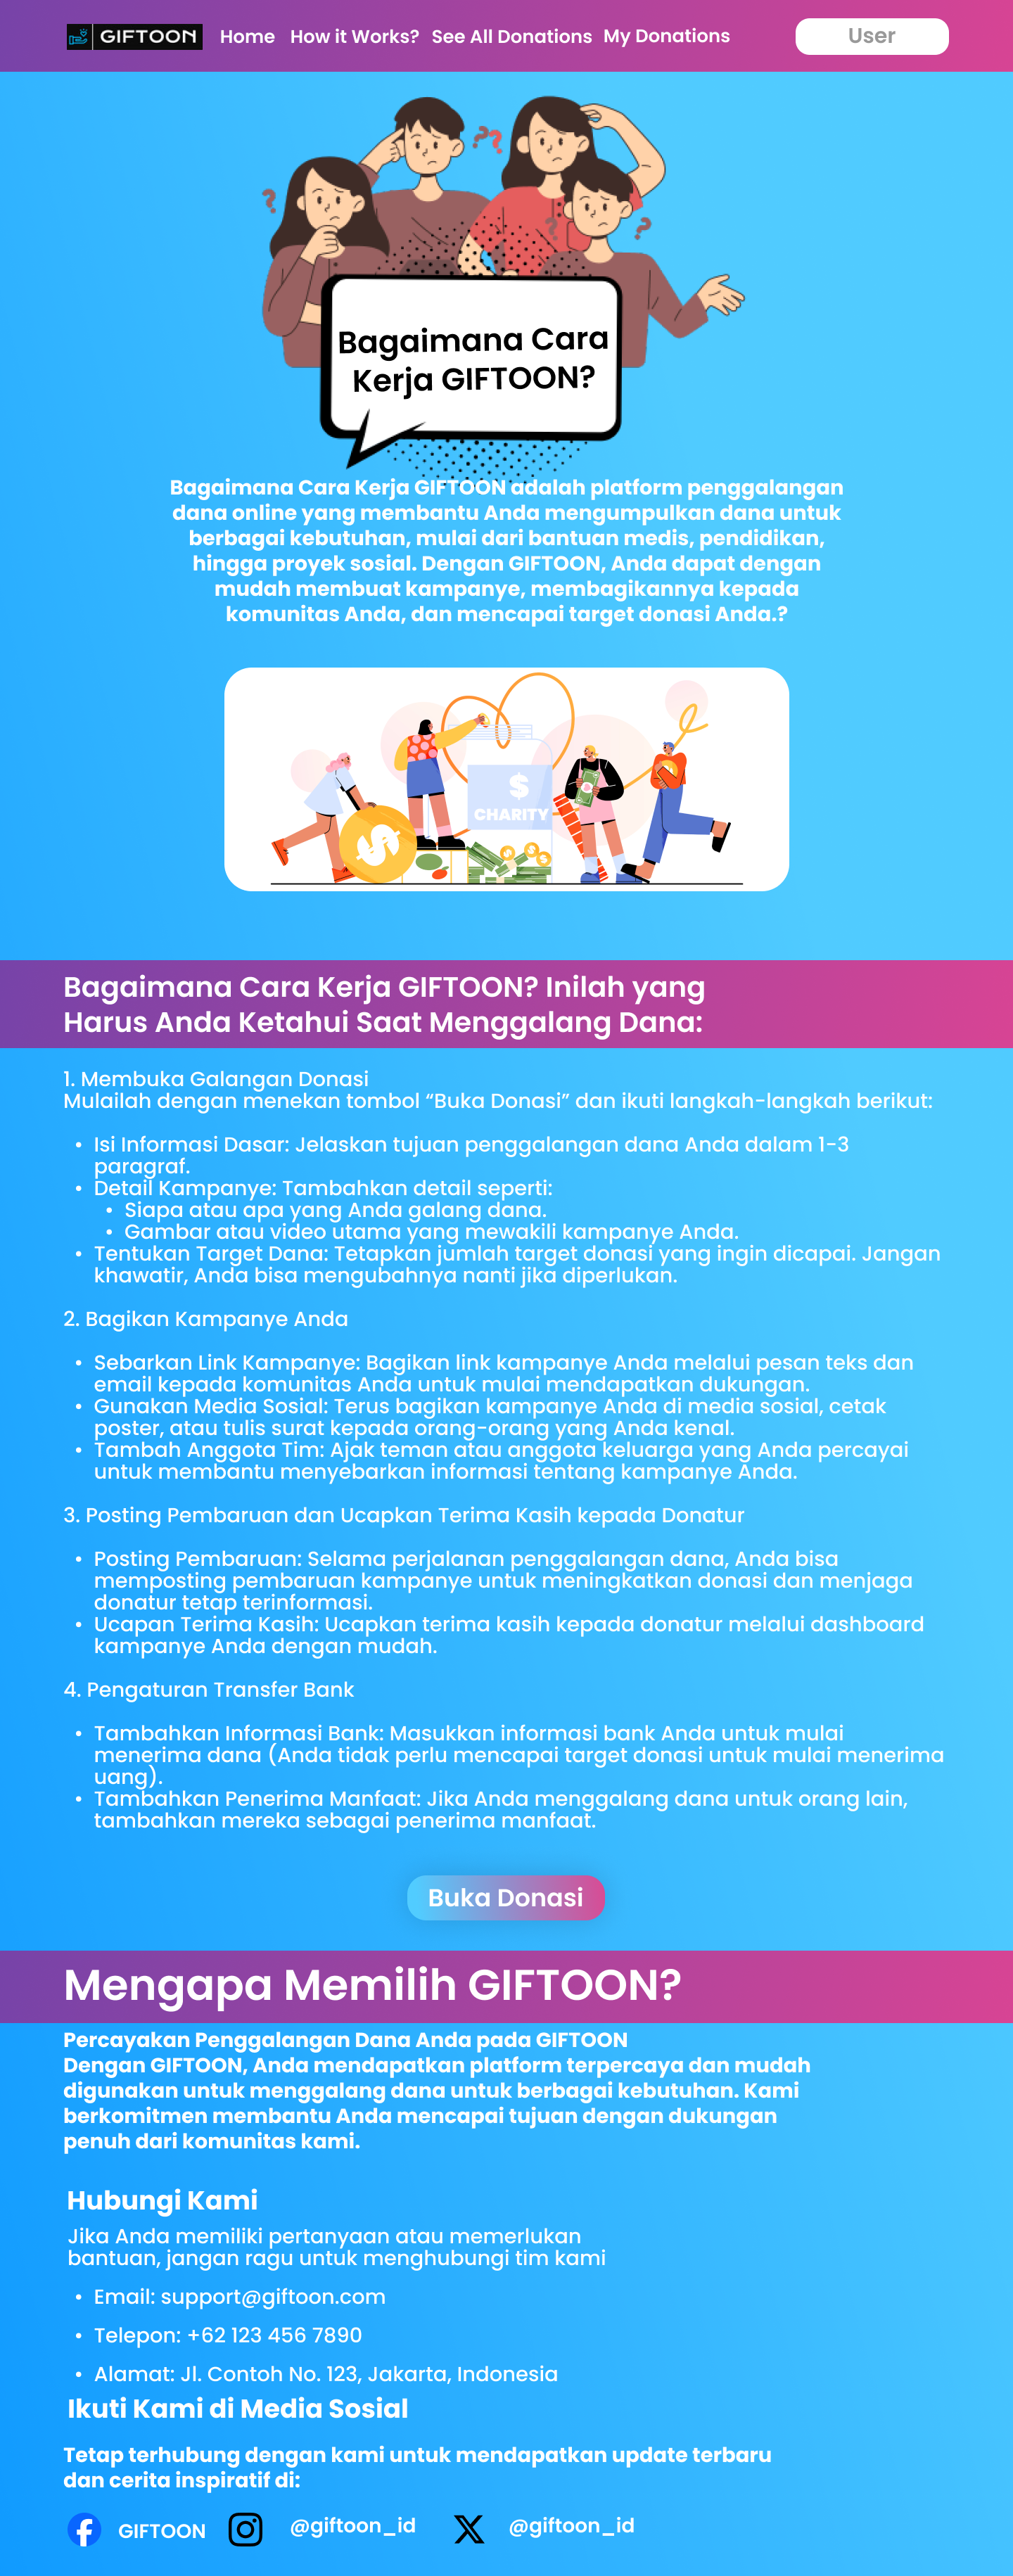 GIFTOON
Home
How it Works?
See All Donations
My Donations
User
Bagaimana Cara
Kerja GIFTOON?
Bagaimana Cara Kerja GIFTOON adalah platform penggalangan
dana online yang membantu Anda mengumpulkan dana untuk
berbagai kebutuhan, mulai dari bantuan medis, pendidikan,
hingga proyek sosial. Dengan GIFTOON, Anda dapat dengan
mudah membuat kampanye, membagikannya kepada
komunitas Anda, dan mencapai target donasi Anda.?
$
CHARITY
Bagaimana Cara Kerja GIFTOON? Inilah yang
Harus Anda Ketahui Saat Menggalang Dana:
1. Membuka Galangan Donasi
Mulailah dengan menekan tombol “Buka Donasi” dan ikuti langkah-langkah berikut:
• Isi Informasi Dasar: Jelaskan tujuan penggalangan dana Anda dalam 1-3
paragraf.
• Detail Kampanye: Tambahkan detail seperti:
• Siapa atau apa yang Anda galang dana.
• Gambar atau video utama yang mewakili kampanye Anda.
• Tentukan Target Dana: Tetapkan jumlah target donasi yang ingin dicapai. Jangan
khawatir, Anda bisa mengubahnya nanti jika diperlukan.
2. Bagikan Kampanye Anda
• Sebarkan Link Kampanye: Bagikan link kampanye Anda melalui pesan teks dan
email kepada komunitas Anda untuk mulai mendapatkan dukungan.
• Gunakan Media Sosial: Terus bagikan kampanye Anda di media sosial, cetak
poster, atau tulis surat kepada orang-orang yang Anda kenal.
• Tambah Anggota Tim: Ajak teman atau anggota keluarga yang Anda percayai
untuk membantu menyebarkan informasi tentang kampanye Anda.
3. Posting Pembaruan dan Ucapkan Terima Kasih kepada Donatur
• Posting Pembaruan: Selama perjalanan penggalangan dana, Anda bisa
memposting pembaruan kampanye untuk meningkatkan donasi dan menjaga
donatur tetap terinformasi.
• Ucapan Terima Kasih: Ucapkan terima kasih kepada donatur melalui dashboard
kampanye Anda dengan mudah.
4. Pengaturan Transfer Bank
• Tambahkan Informasi Bank: Masukkan informasi bank Anda untuk mulai
menerima dana (Anda tidak perlu mencapai target donasi untuk mulai menerima
uang).
• Tambahkan Penerima Manfaat: Jika Anda menggalang dana untuk orang lain,
tambahkan mereka sebagai penerima manfaat.
Buka Donasi
Mengapa Memilih GIFTOON?
Percayakan Penggalangan Dana Anda pada GIFTOON
Dengan GIFTOON, Anda mendapatkan platform terpercaya dan mudah
digunakan untuk menggalang dana untuk berbagai kebutuhan. Kami
berkomitmen membantu Anda mencapai tujuan dengan dukungan
penuh dari komunitas kami.
Hubungi Kami
Jika Anda memiliki pertanyaan atau memerlukan
bantuan, jangan ragu untuk menghubungi tim kami
• Email: support@giftoon.com
• Telepon: +62 123 456 7890
• Alamat: Jl. Contoh No. 123, Jakarta, Indonesia
Ikuti Kami di Media Sosial
Tetap terhubung dengan kami untuk mendapatkan update terbaru
dan cerita inspiratif di:
GIFTOON
@giftoon_id
@giftoon_id